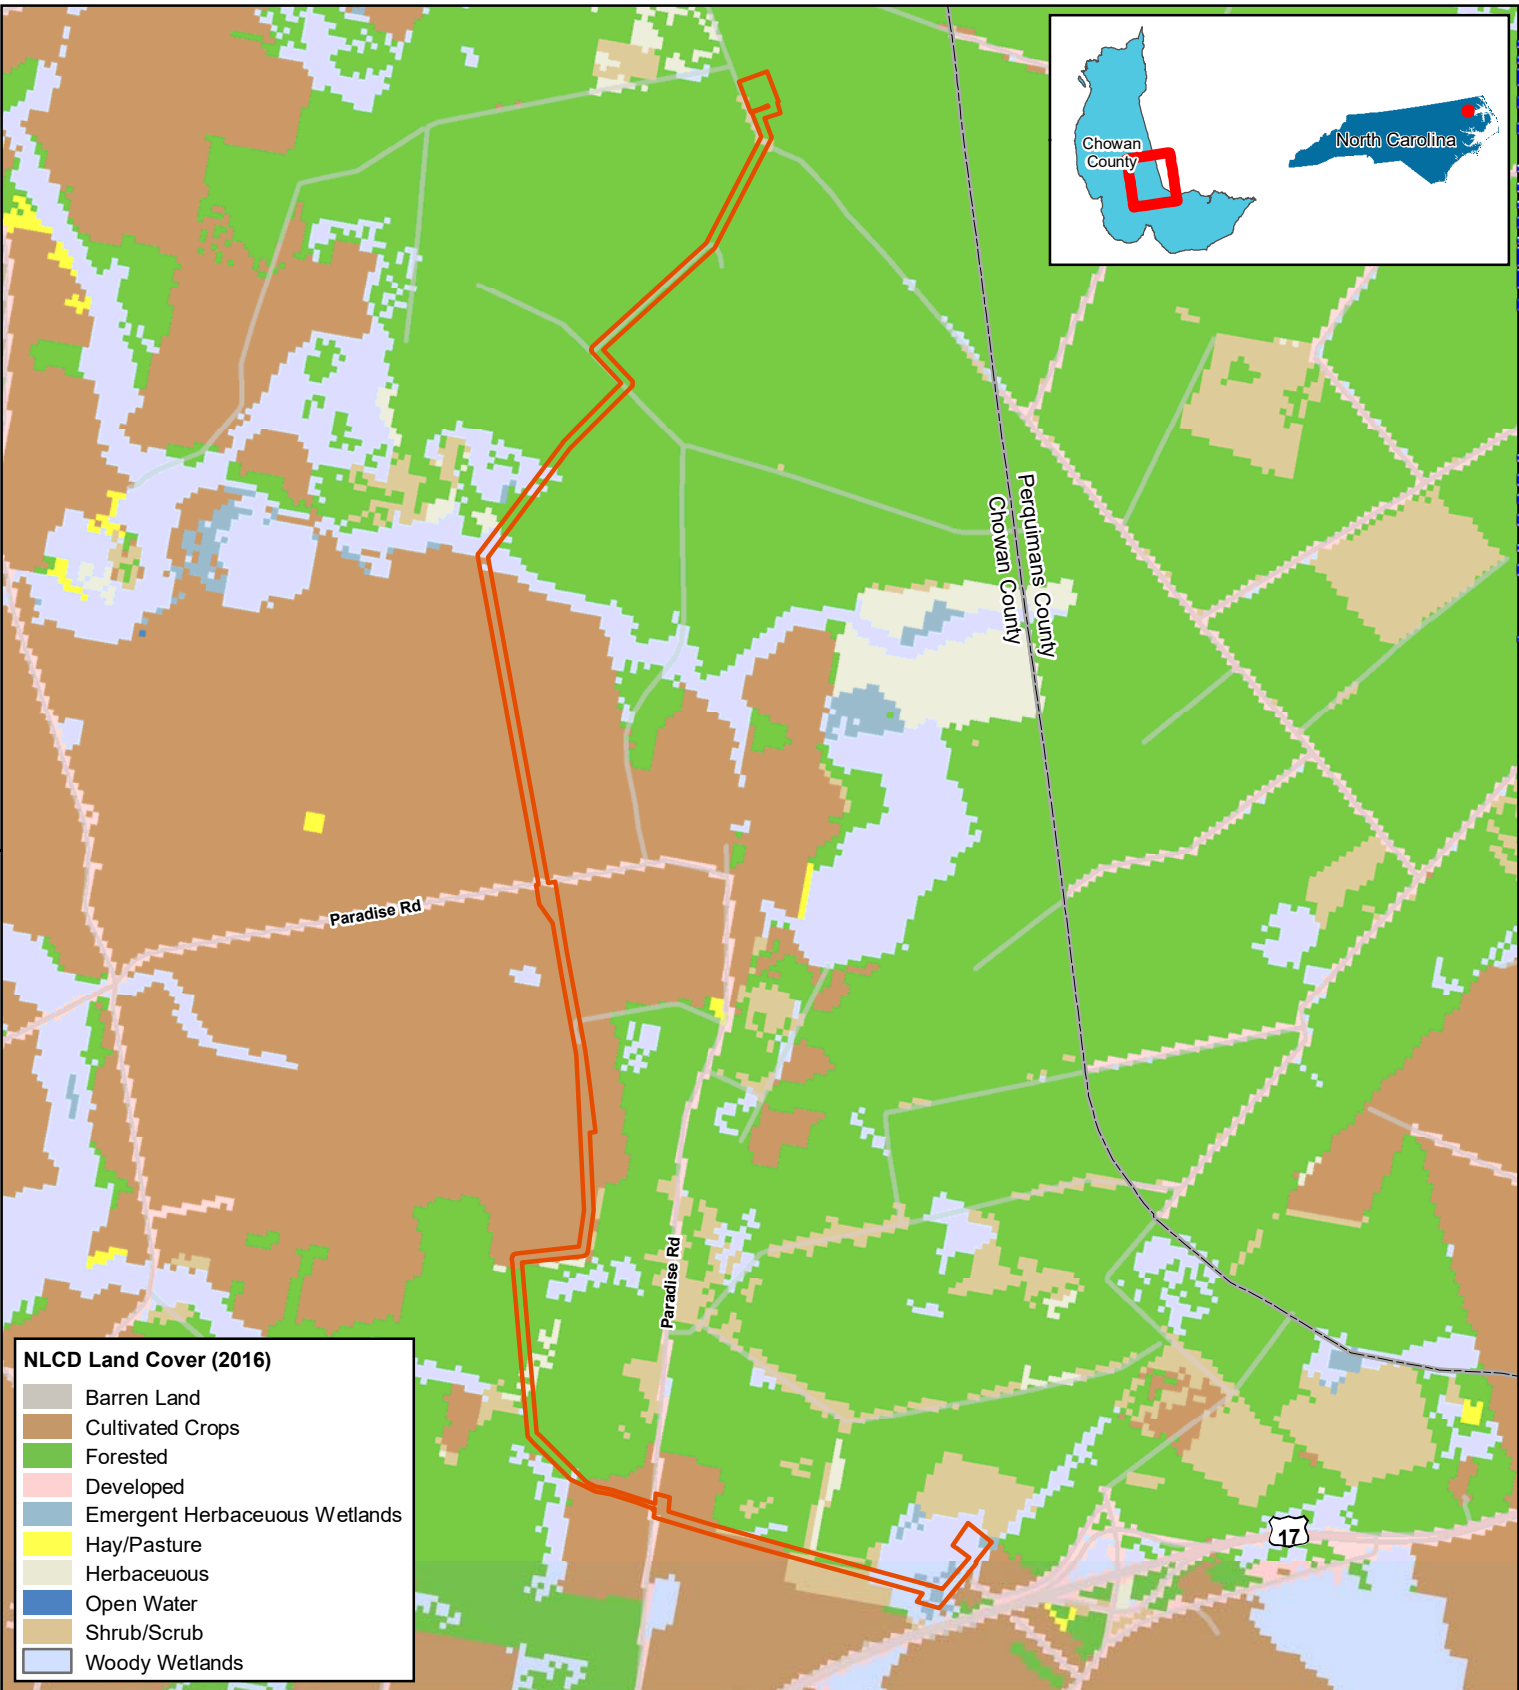 Chowan
County
North Carolina
Perquimans County
Chowan County
Paradise Rd
Paradise Rd
17
NLCD Land Cover (2016)
Barren Land
Cultivated Crops
Forested
Developed
Emergent Herbaceuous Wetlands
Hay/Pasture
Herbaceuous
Open Water
Shrub/Scrub
Woody Wetlands